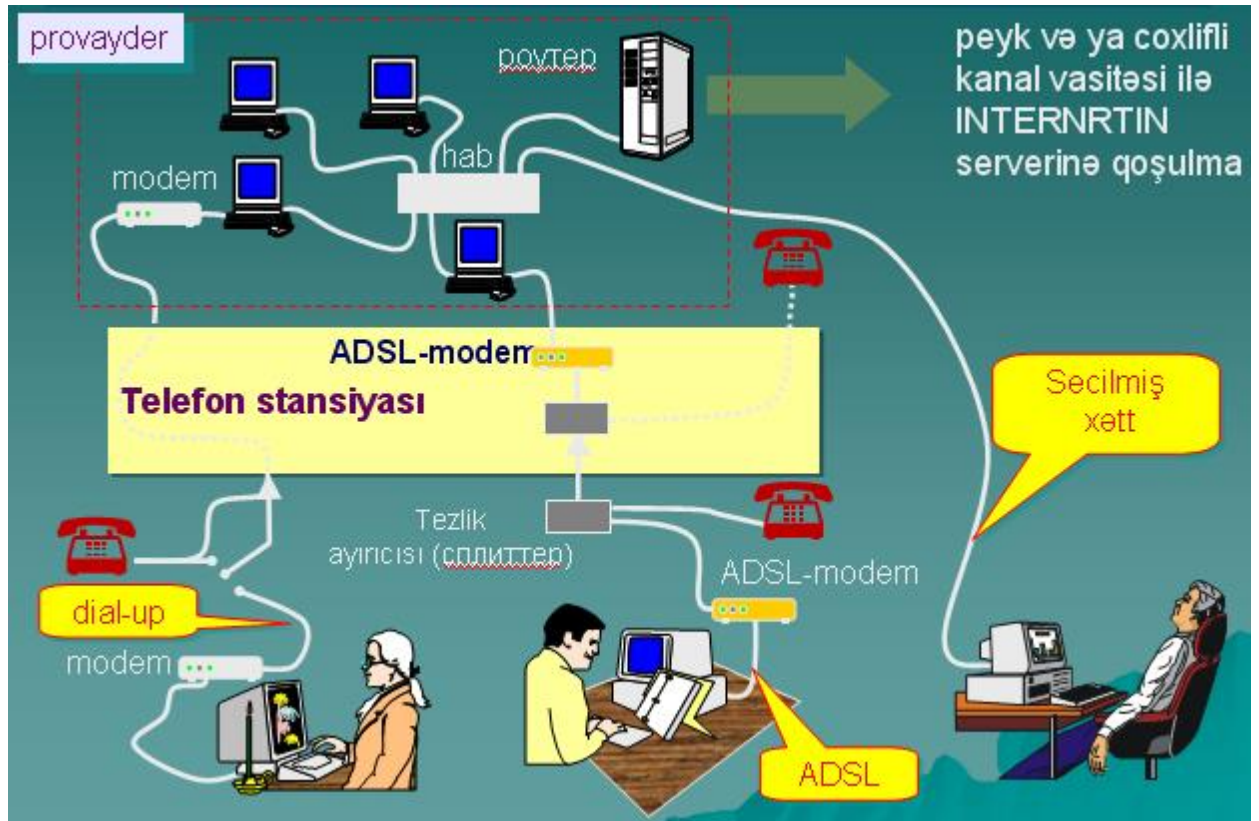 provayder
роутер
peyk və ya coxlifli
kanal vasitəsi ilə
INTERNRTIN
serverinə qoşulma
hab
modem
ADSL-modem
Telefon stansiyası
Secilmiş
xətt
Tezlik
ayırıcısı (сплиттер)
ADSL-modem
dial-up
modem
ADSL